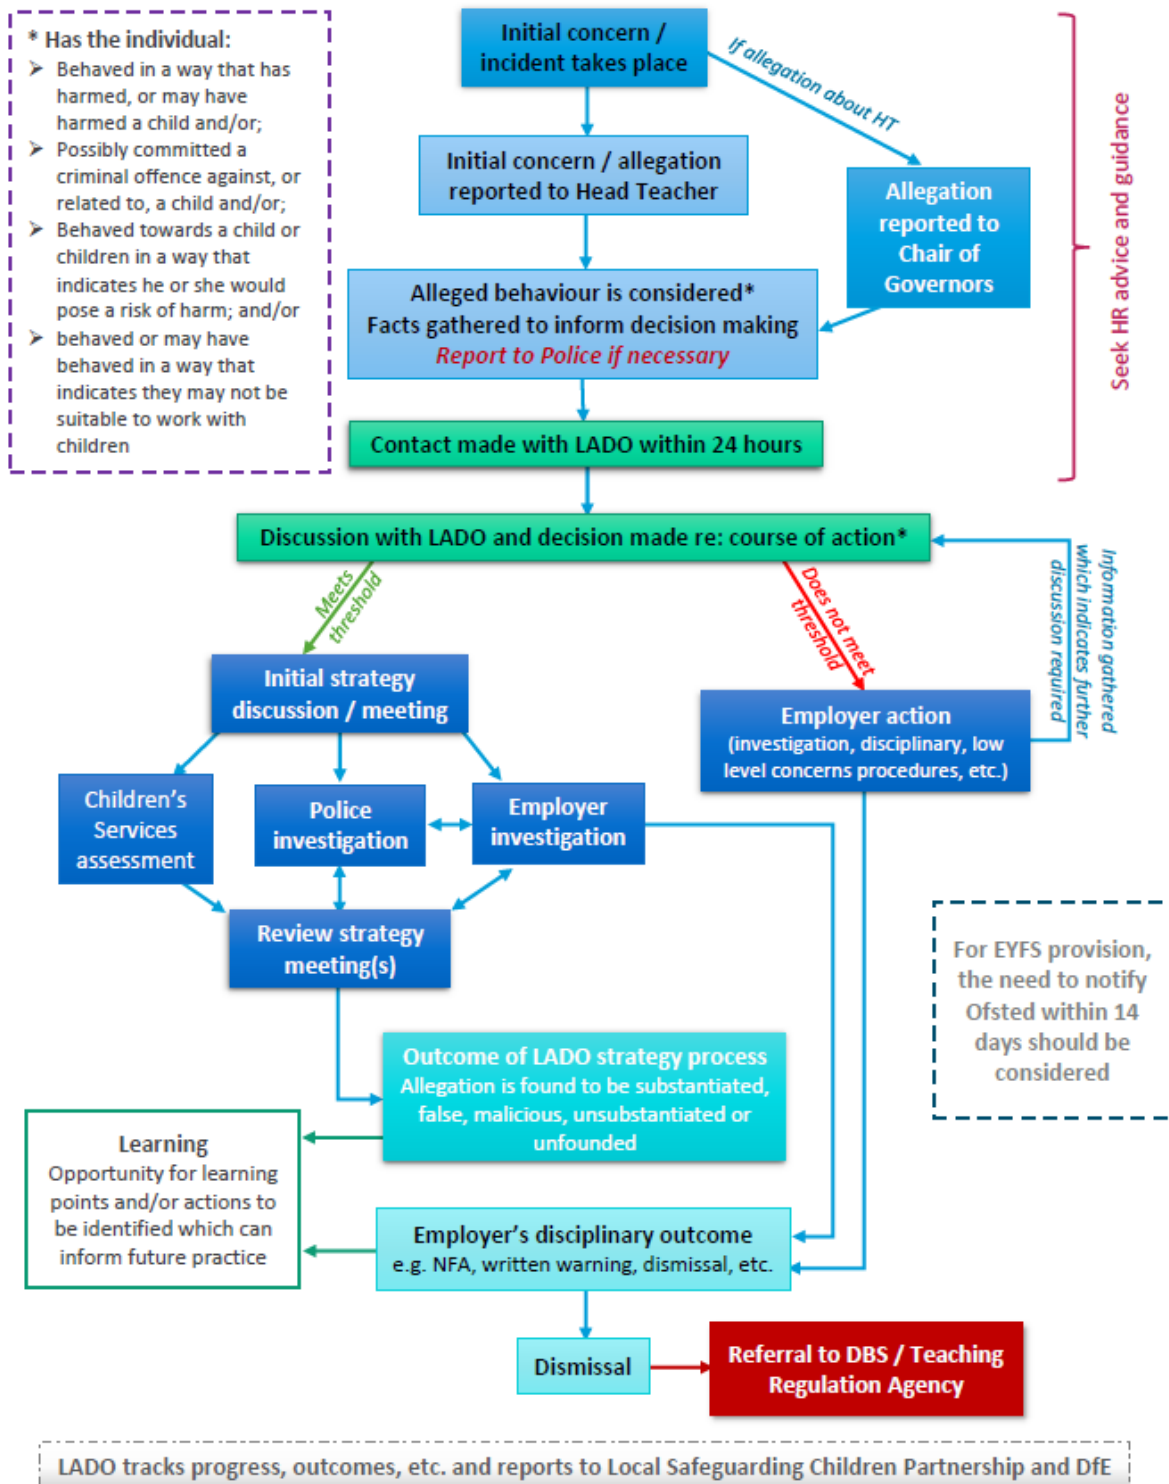 * Has the individual:
➤ Behaved in a way that has
harmed, or may have
harmed a child and/or;
➤ Possibly committed a
criminal offence against, or
related to, a child and/or;
➤ Behaved towards a child or
children in a way that
indicates he or she would
pose a risk of harm; and/or
➤ behaved or may have
behaved in a way that
indicates they may not be
suitable to work with
children
Initial concern /
incident takes place
If allegation about HT
Initial concern / allegation
reported to Head Teacher
Allegation
reported to
Chair of
Governors
Seek HR advice and guidance
Alleged behaviour is considered*
Facts gathered to inform decision making
Report to Police if necessary
Contact made with LADO within 24 hours
Discussion with LADO and decision made re: course of action*
Meets
threshold
Does not meet
threshold
Information gathered
which indicates further
discussion required
Initial strategy
discussion / meeting
Employer action
(investigation, disciplinary, low
level concerns procedures, etc.)
Children's
Services
assessment
Police
investigation
Employer
investigation
Review strategy
meeting(s)
For EYFS provision,
the need to notify
Ofsted within 14
days should be
considered
Outcome of LADO strategy process
Allegation is found to be substantiated,
false, malicious, unsubstantiated or
unfounded
Learning
Opportunity for learning
points and/or actions to
be identified which can
inform future practice
Employer's disciplinary outcome
e.g. NFA, written warning, dismissal, etc.
Dismissal
Referral to DBS / Teaching
Regulation Agency
LADO tracks progress, outcomes, etc. and reports to Local Safeguarding Children Partnership and DfE